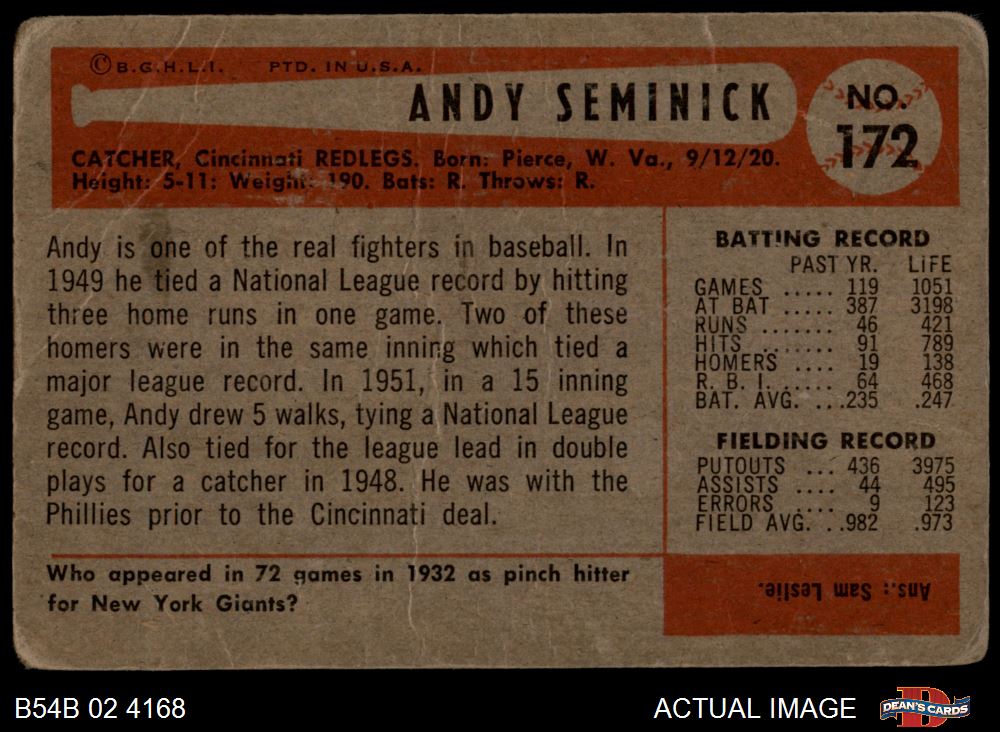 ©B.G.H.L.I. PTD. IN U.S.A.
ANDY SEMINICK
NO.
172
CATCHER, Cincinnati REDLEGS. Born: Pierce, W. Va., 9/12/20.
Height: 5-11: Weight: 190. Bats: R. Throws: R.
Andy is one of the real fighters in baseball. In
1949 he tied a National League record by hitting
three home runs in one game. Two of these
homers were in the same inning which tied a
major league record. In 1951, in a 15 inning
game, Andy drew 5 walks, tying a National League
record. Also tied for the league lead in double
plays for a catcher in 1948. He was with the
Phillies prior to the Cincinnati deal.
BATTING RECORD
PAST YR. LIFE
GAMES ..... 119 1051
AT BAT ..... 387 3198
RUNS ....... 46 421
HITS ........ 91 789
HOMERS .... 19 138
R. B. I. ...... 64 468
BAT. AVG. ...235 .247
FIELDING RECORD
PUTOUTS ... 436 3975
ASSISTS .... 44 495
ERRORS .... 9 123
FIELD AVG. ..982 .973
Who appeared in 72 games in 1932 as pinch hitter
for New York Giants?
Ans.: Sam Leslie.
B54B 02 4168
ACTUAL IMAGE
D
DEAN'S CARDS